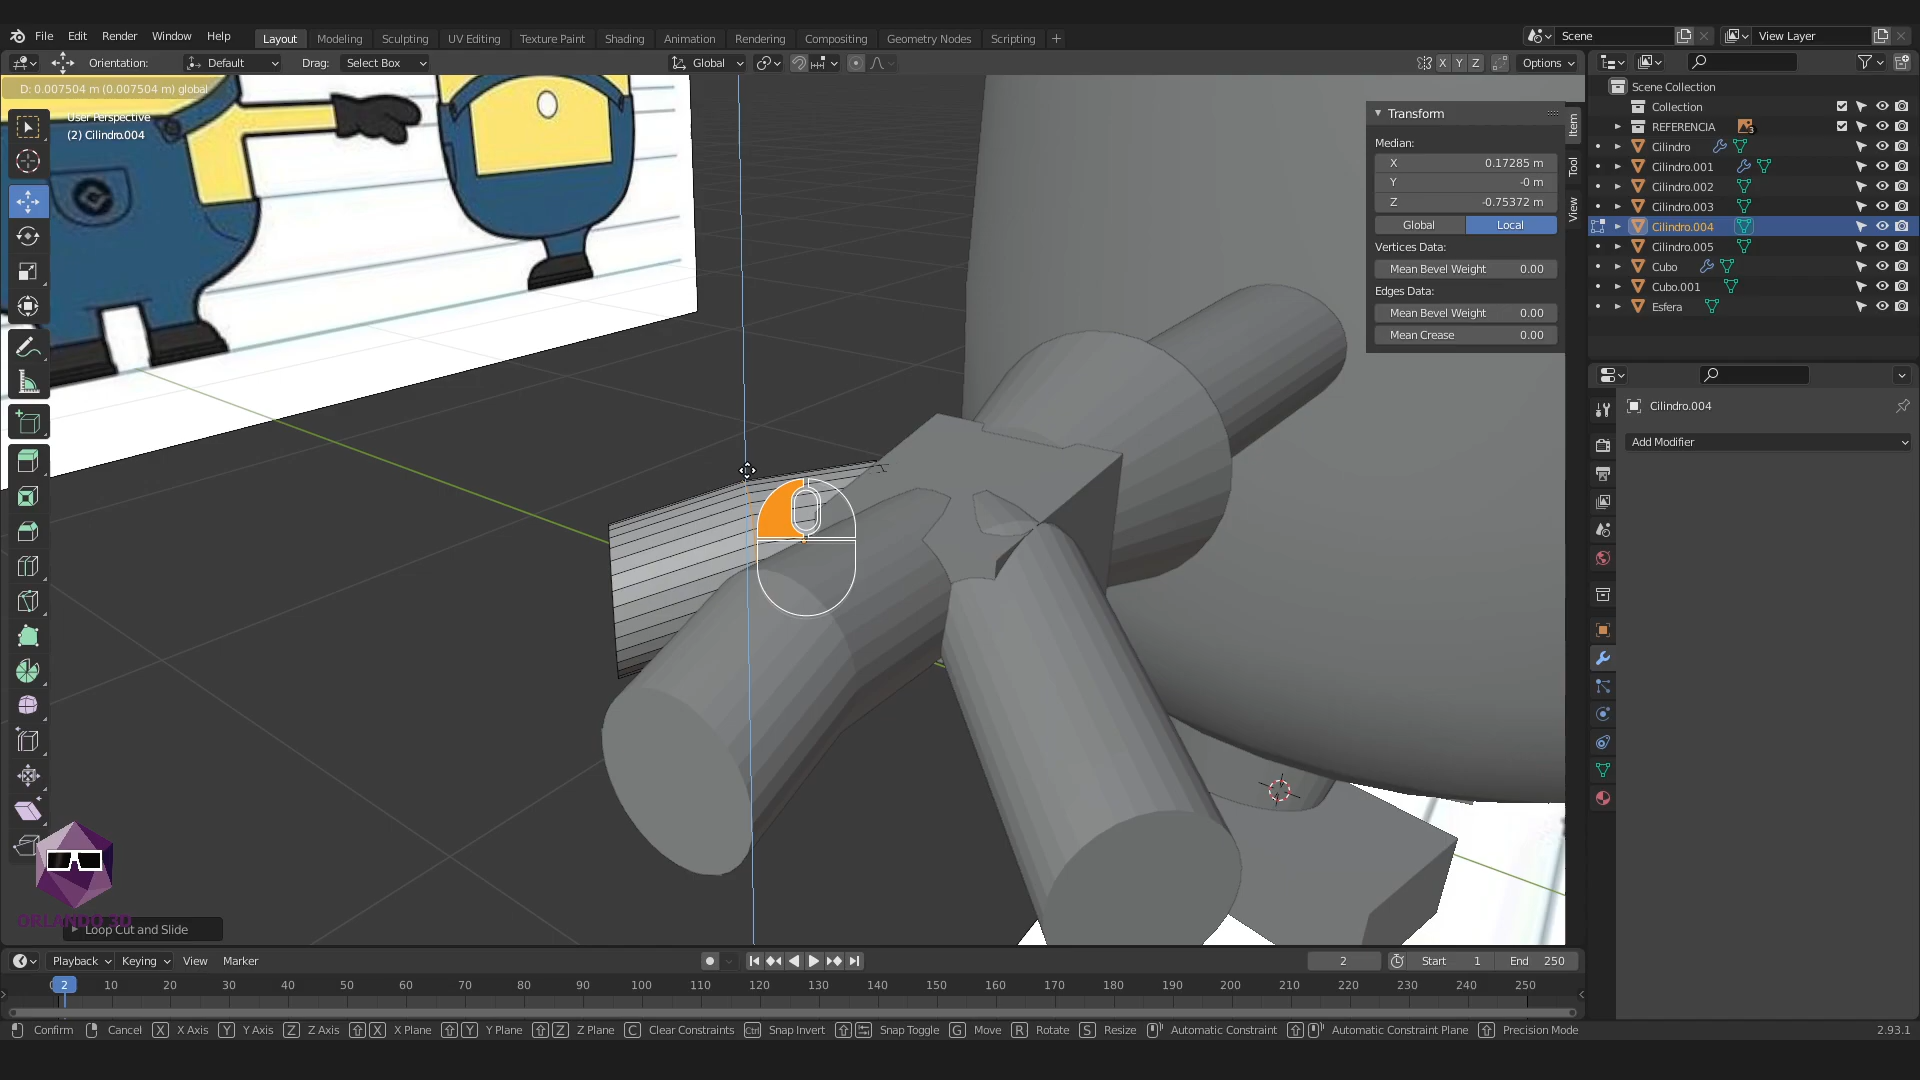 File Edit Render Window Help
Layout Modeling Sculpting UV Editing Texture Paint Shading Animation Rendering Compositing Geometry Nodes Scripting +
Scene View Layer
Orientation: Default Drag: Select Box Global X Y Z Options
D: 0.007504 m (0.007504 m) global
User Perspective
(2) Cilindro.004
Transform
Median:
X 0.17285 m
Y -0 m
Z -0.75372 m
Global Local
Vertices Data:
Mean Bevel Weight 0.00
Edges Data:
Mean Bevel Weight 0.00
Mean Crease 0.00
Item
Tool
View
Scene Collection
Collection
REFERENCIA 3
Cilindro
Cilindro.001
Cilindro.002
Cilindro.003
Cilindro.004
Cilindro.005
Cubo
Cubo.001
Esfera
Cilindro.004
Add Modifier
ORLANDO 3D
Loop Cut and Slide
Playback Keying View Marker 2 Start 1 End 250
0 2 10 20 30 40 50 60 70 80 90 100 110 120 130 140 150 160 170 180 190 200 210 220 230 240 250
Confirm Cancel X X Axis Y Y Axis Z Z Axis X X Plane Y Y Plane Z Z Plane C Clear Constraints Ctrl Snap Invert Snap Toggle G Move R Rotate S Resize Automatic Constraint Automatic Constraint Plane Precision Mode 2.93.1